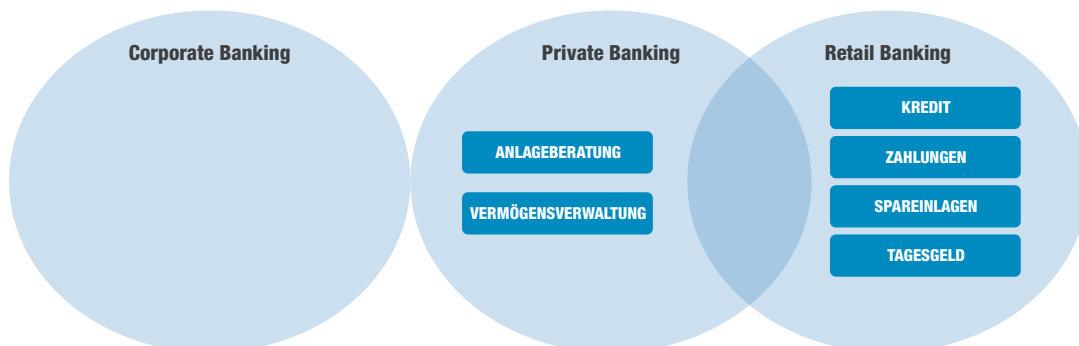 Corporate Banking
Private Banking
Retail Banking
ANLAGEBERATUNG
VERMÖGENSVERWALTUNG
KREDIT
ZAHLUNGEN
SPAREINLAGEN
TAGESGELD